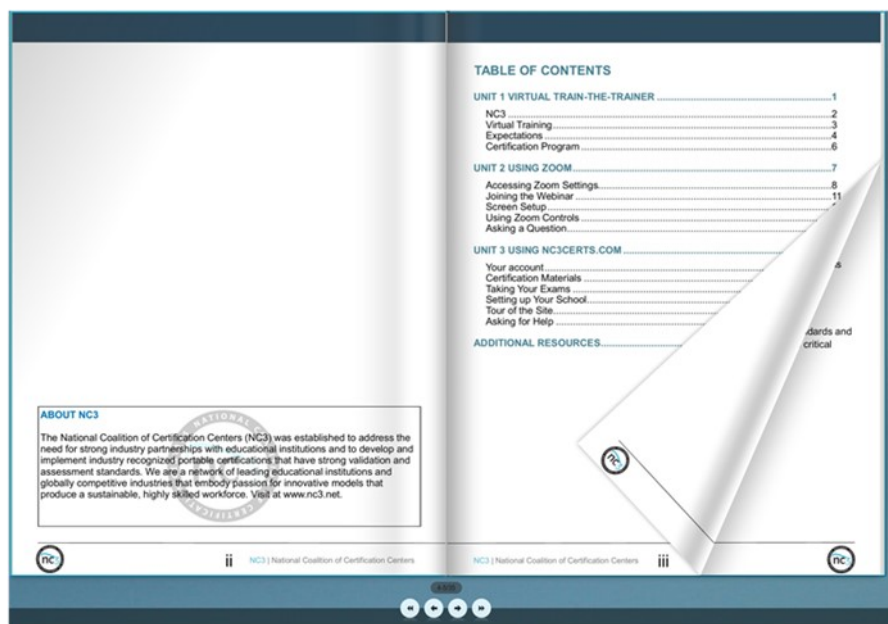 ABOUT NC3
The National Coalition of Certification Centers (NC3) was established to address the
need for strong industry partnerships with educational institutions and to develop and
implement industry recognized portable certifications that have strong validation and
assessment standards. We are a network of leading educational institutions and
globally competitive industries that embody passion for innovative models that
produce a sustainable, highly skilled workforce. Visit at www.nc3.net.
nc3
ii NC3 | National Coalition of Certification Centers
TABLE OF CONTENTS
UNIT 1 VIRTUAL TRAIN-THE-TRAINER 1
NC3 2
Virtual Training 3
Expectations 4
Certification Program 6
UNIT 2 USING ZOOM 7
Accessing Zoom Settings 8
Joining the Webinar 11
Screen Setup
Using Zoom Controls
Asking a Question
UNIT 3 USING NC3CERTS.COM
Your account
Certification Materials
Taking Your Exams
Setting up Your School
Tour of the Site
Asking for Help
ADDITIONAL RESOURCES
dards and
critical
NC3 | National Coalition of Certification Centers iii
nc3